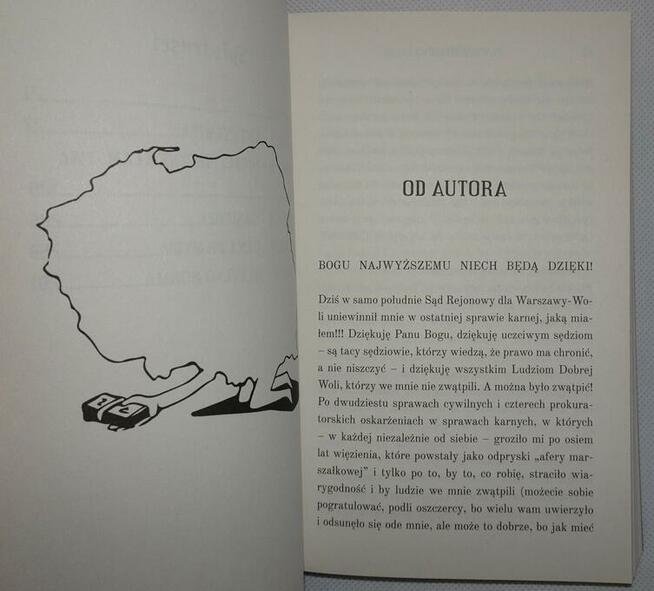 OD AUTORA
BOGU NAJWYŻSZEMU NIECH BĘDĄ DZIĘKI!
Dziś w samo południe Sąd Rejonowy dla Warszawy-Wo-
li uniewinnił mnie w ostatniej sprawie karnej, jaką mia-
łem!!! Dziękuję Panu Bogu, dziękuję uczciwym sędziom
– są tacy sędziowie, którzy wiedzą, że prawo ma chronić,
a nie niszczyć – i dziękuję wszystkim Ludziom Dobrej
Woli, którzy we mnie nie zwątpili. A można było zwątpić!
Po dwudziestu sprawach cywilnych i czterech prokura-
torskich oskarżeniach w sprawach karnych, w których
– w każdej niezależnie od siebie – groziło mi po osiem
lat więzienia, które powstały jako odpryski „afery mar-
szałkowej” i tylko po to, by to, co robię, straciło wia-
rygodność i by ludzie we mnie zwątpili (możecie sobie
pogratulować, podli oszczercy, bo wielu wam uwierzyło
i odsunęło się ode mnie, ale może to dobrze, bo jak mieć